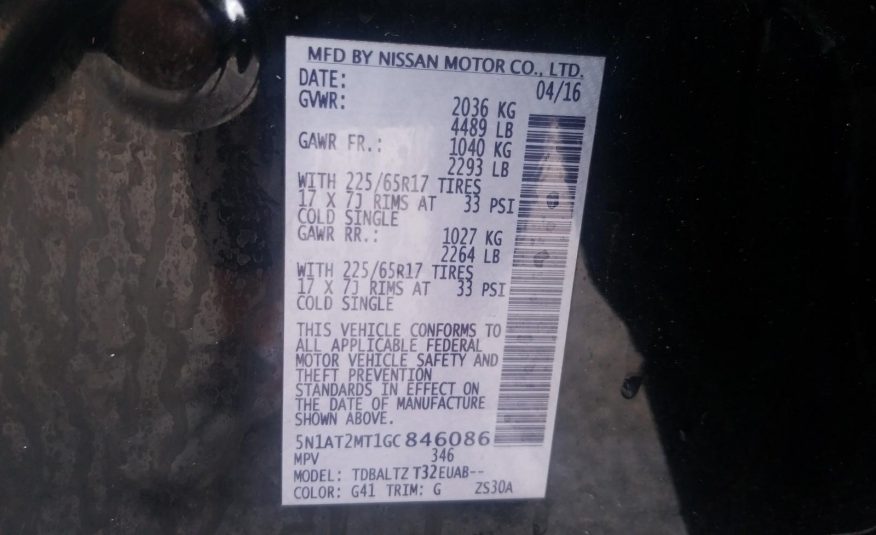 MFD BY NISSAN MOTOR CO., LTD.
DATE: 04/16
GVWR: 2036 KG
4489 LB
GAWR FR.: 1040 KG
2293 LB
WITH 225/65R17 TIRES
17 X 7J RIMS AT 33 PSI
COLD SINGLE
GAWR RR.: 1027 KG
2264 LB
WITH 225/65R17 TIRES
17 X 7J RIMS AT 33 PSI
COLD SINGLE
THIS VEHICLE CONFORMS TO
ALL APPLICABLE FEDERAL
MOTOR VEHICLE SAFETY AND
THEFT PREVENTION
STANDARDS IN EFFECT ON
THE DATE OF MANUFACTURE
SHOWN ABOVE.
5N1AT2MT1GC846086
MPV 346
MODEL: TDBALTZ T32EUAB--
COLOR: G41 TRIM: G ZS30A